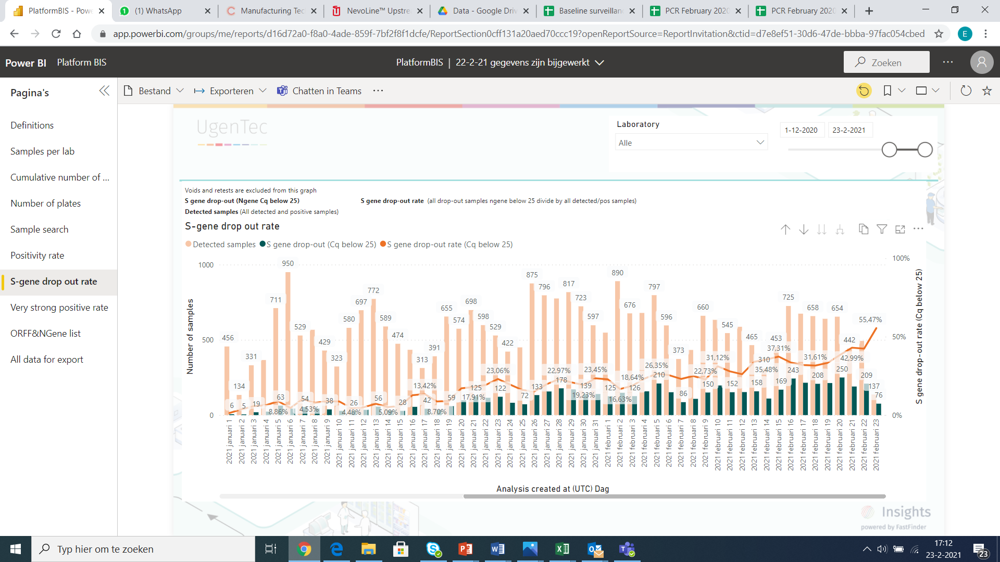 PlatformBIS - Powe
(1) WhatsApp
Manufacturing Tec
NevoLine™ Upstre
Data - Google Driv
Baseline surveillan
PCR February 2020
PCR February 2020
app.powerbi.com/groups/me/reports/d16d72a0-f8a0-4ade-859f-7bf2f8f1dcfe/ReportSection0cff131a20aed70ccc19?openReportSource=ReportInvitation&ctid=d7e8ef51-30d6-47de-bbba-97fac054cbed
E
Power BI Platform BIS
PlatformBIS | 22-2-21 gegevens zijn bijgewerkt
Zoeken
Pagina's
Bestand
Exporteren
Chatten in Teams
Definitions
Samples per lab
Cumulative number of ...
Number of plates
Sample search
Positivity rate
S-gene drop out rate
Very strong positive rate
ORFF&NGene list
All data for export
UgenTec
Laboratory
Alle
1-12-2020
23-2-2021
Voids and retests are excluded from this graph
S gene drop-out (Ngene Cq below 25)
S gene drop-out rate (all drop-out samples ngene below 25 divide by all detected/pos samples)
Detected samples (All detected and positive samples)
S-gene drop out rate
Detected samples S gene drop-out (Cq below 25) S gene drop-out rate (Cq below 25)
Number of samples
1000
500
0
S gene drop-out rate (Cq below 25)
100%
50%
0%
456
134
331
711
950
529
429
323
580
697
772
589
474
313
391
655
574
698
598
529
422
875
796
817
723
597
890
676
797
596
373
660
545
465
310
453
725
658
654
442
137
6
5
19
63
54
38
26
56
28
42
59
125
122
72
133
178
139
125
126
210
86
150
152
158
169
243
208
250
209
76
8,86%
4,53%
4,48%
5,09%
13,42%
8,70%
17,91%
23,06%
22,97%
19,23%
23,45%
16,63%
18,64%
26,35%
22,73%
31,12%
35,48%
37,31%
31,61%
42,99%
55,47%
2021 januari 1
2021 januari 2
2021 januari 3
2021 januari 4
2021 januari 5
2021 januari 6
2021 januari 7
2021 januari 8
2021 januari 9
2021 januari 10
2021 januari 11
2021 januari 12
2021 januari 13
2021 januari 14
2021 januari 15
2021 januari 16
2021 januari 17
2021 januari 18
2021 januari 19
2021 januari 20
2021 januari 21
2021 januari 22
2021 januari 23
2021 januari 24
2021 januari 25
2021 januari 26
2021 januari 27
2021 januari 28
2021 januari 29
2021 januari 30
2021 januari 31
2021 februari 1
2021 februari 2
2021 februari 3
2021 februari 4
2021 februari 5
2021 februari 6
2021 februari 7
2021 februari 8
2021 februari 9
2021 februari 10
2021 februari 11
2021 februari 12
2021 februari 13
2021 februari 14
2021 februari 15
2021 februari 16
2021 februari 17
2021 februari 18
2021 februari 19
2021 februari 20
2021 februari 21
2021 februari 22
2021 februari 23
Analysis created at (UTC) Dag
Insights
powered by FastFinder
Typ hier om te zoeken
17:12
23-2-2021
23